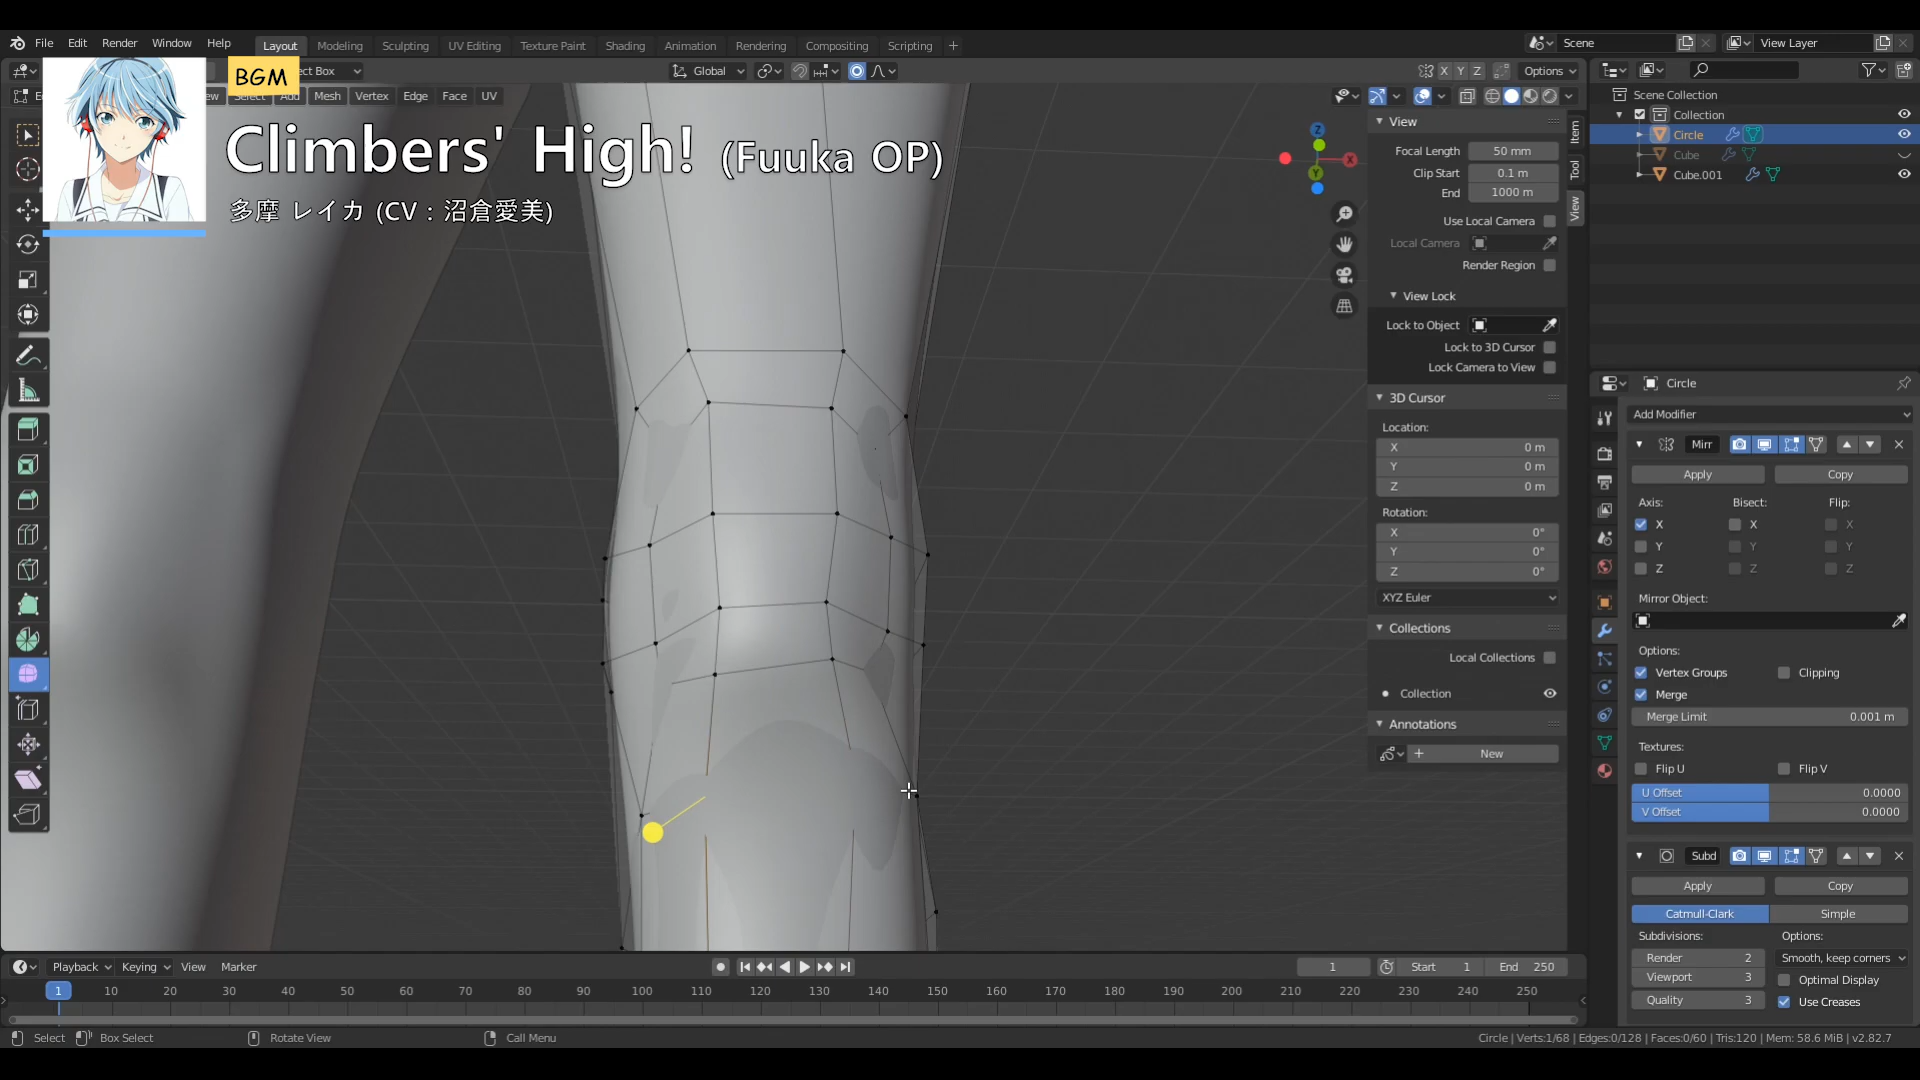 File Edit Render Window Help Layout Modeling Sculpting UV Editing Texture Paint Shading Animation Rendering Compositing Scripting + Scene View Layer
ect Box Global X Y Z Options
Select Add Mesh Vertex Edge Face UV
BGM
Climbers' High! (Fuuka OP)
多摩 レイカ (CV：沼倉愛美)
Z
X
Y
View
Focal Length 50 mm
Clip Start 0.1 m
End 1000 m
Use Local Camera
Local Camera
Render Region
View Lock
Lock to Object
Lock to 3D Cursor
Lock Camera to View
3D Cursor
Location:
X 0 m
Y 0 m
Z 0 m
Rotation:
X 0°
Y 0°
Z 0°
XYZ Euler
Collections
Local Collections
Collection
Annotations
+ New
Item
Tool
View
Scene Collection
Collection
Circle
Cube
Cube.001
Circle
Add Modifier
Mirr
Apply Copy
Axis: Bisect: Flip:
X X X
Y Y Y
Z Z Z
Mirror Object:
Options:
Vertex Groups Clipping
Merge
Merge Limit 0.001 m
Textures:
Flip U Flip V
U Offset 0.0000
V Offset 0.0000
Subd
Apply Copy
Catmull-Clark Simple
Subdivisions: Options:
Render 2 Smooth, keep corners
Viewport 3 Optimal Display
Quality 3 Use Creases
Playback Keying View Marker 1 Start 1 End 250
1 10 20 30 40 50 60 70 80 90 100 110 120 130 140 150 160 170 180 190 200 210 220 230 240 250
Select Box Select Rotate View Call Menu Circle | Verts:1/68 | Edges:0/128 | Faces:0/60 | Tris:120 | Mem: 58.6 MiB | v2.82.7